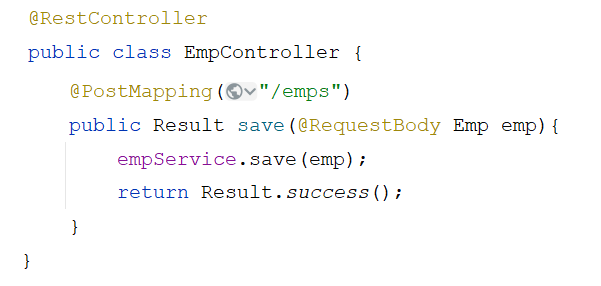 @RestController
public class EmpController {
@PostMapping("/emps")
public Result save(@RequestBody Emp emp){
empService.save(emp);
return Result.success();
}
}